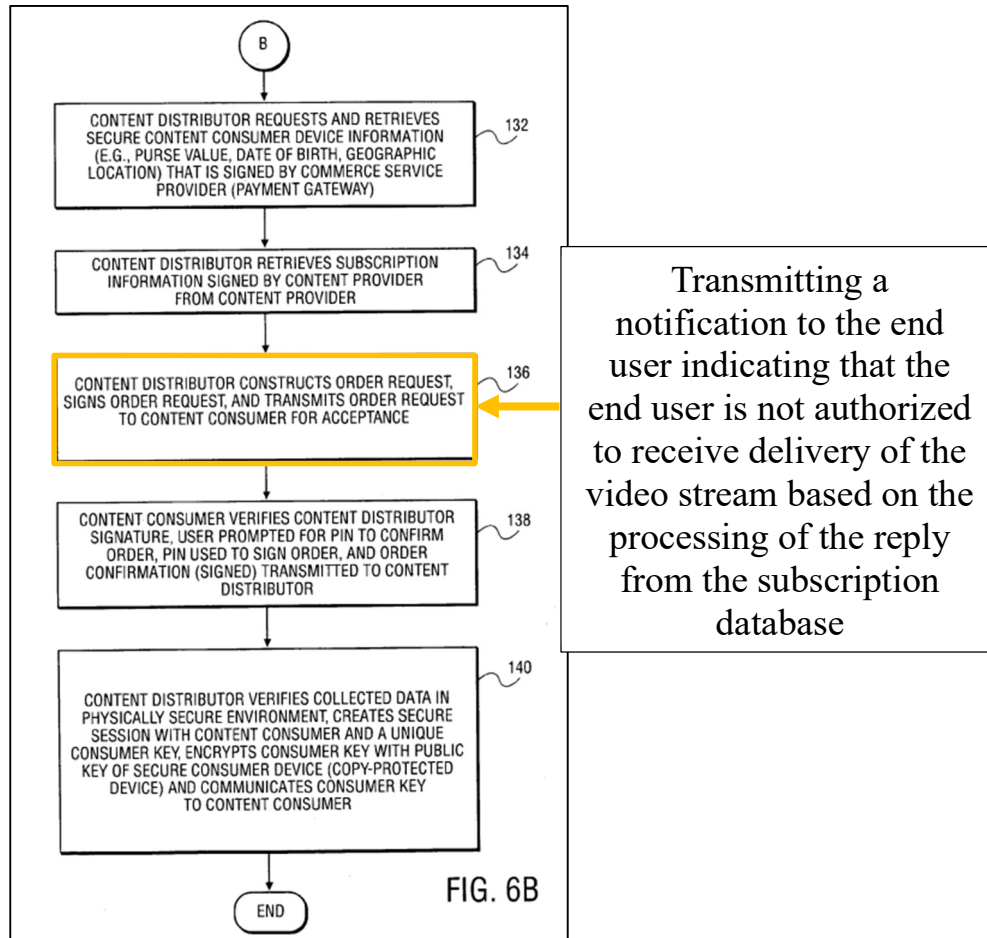 B
CONTENT DISTRIBUTOR REQUESTS AND RETRIEVES
SECURE CONTENT CONSUMER DEVICE INFORMATION
(E.G., PURSE VALUE, DATE OF BIRTH, GEOGRAPHIC
LOCATION) THAT IS SIGNED BY COMMERCE SERVICE
PROVIDER (PAYMENT GATEWAY)
132
CONTENT DISTRIBUTOR RETRIEVES SUBSCRIPTION
INFORMATION SIGNED BY CONTENT PROVIDER
FROM CONTENT PROVIDER
134
CONTENT DISTRIBUTOR CONSTRUCTS ORDER REQUEST,
SIGNS ORDER REQUEST, AND TRANSMITS ORDER REQUEST
TO CONTENT CONSUMER FOR ACCEPTANCE
136
Transmitting a
notification to the end
user indicating that the
end user is not authorized
to receive delivery of the
video stream based on the
processing of the reply
from the subscription
database
CONTENT CONSUMER VERIFIES CONTENT DISTRIBUTOR
SIGNATURE, USER PROMPTED FOR PIN TO CONFIRM
ORDER, PIN USED TO SIGN ORDER, AND ORDER
CONFIRMATION (SIGNED) TRANSMITTED TO CONTENT
DISTRIBUTOR
138
CONTENT DISTRIBUTOR VERIFIES COLLECTED DATA IN
PHYSICALLY SECURE ENVIRONMENT, CREATES SECURE
SESSION WITH CONTENT CONSUMER AND A UNIQUE
CONSUMER KEY, ENCRYPTS CONSUMER KEY WITH PUBLIC
KEY OF SECURE CONSUMER DEVICE (COPY-PROTECTED
DEVICE) AND COMMUNICATES CONSUMER KEY
TO CONTENT CONSUMER
140
END
FIG. 6B